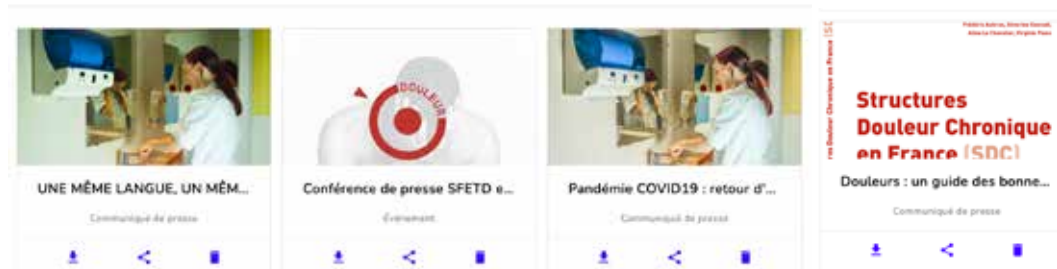 UNE MÊME LANGUE, UN MÊM...
Communiqué de presse
DOULEUR
Conférence de presse SFETD e...
Événement
Pandémie COVID19 : retour d'...
Communiqué de presse
Structures
Douleur Chronique
en France (SDC)
Douleurs : un guide des bonne...
Communiqué de presse